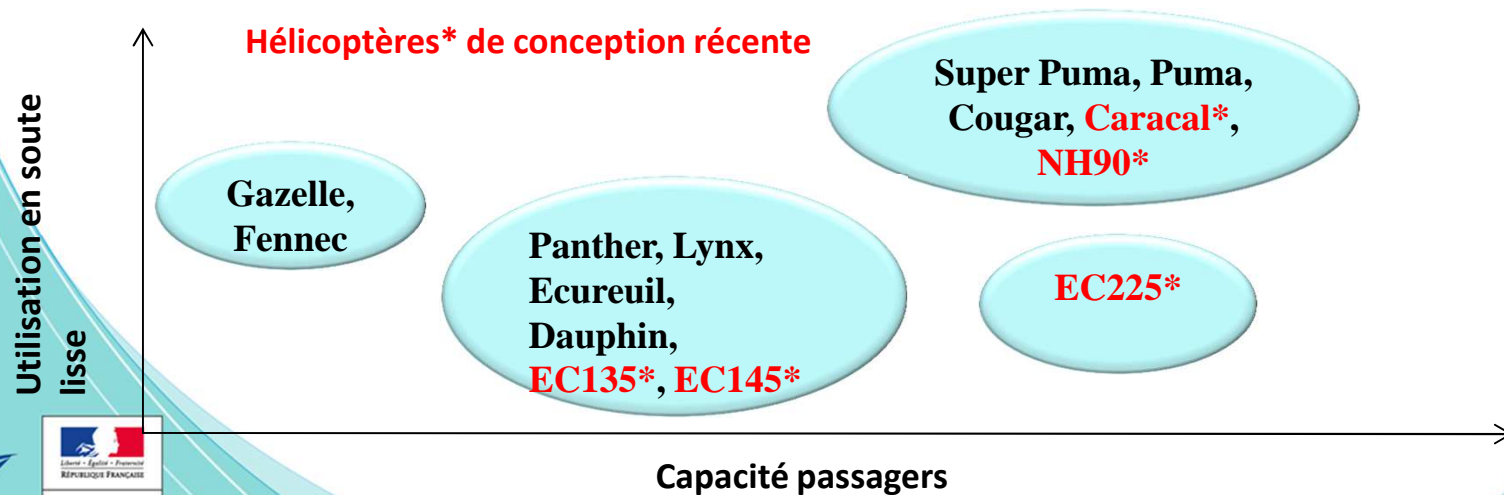 Hélicoptères* de conception récente
Utilisation en soute
lisse
Gazelle,
Fennec
Panther, Lynx,
Ecureuil,
Dauphin,
EC135*, EC145*
Super Puma, Puma,
Cougar, Caracal*,
NH90*
EC225*
Capacité passagers
Liberté • Égalité • Fraternité
RÉPUBLIQUE FRANÇAISE